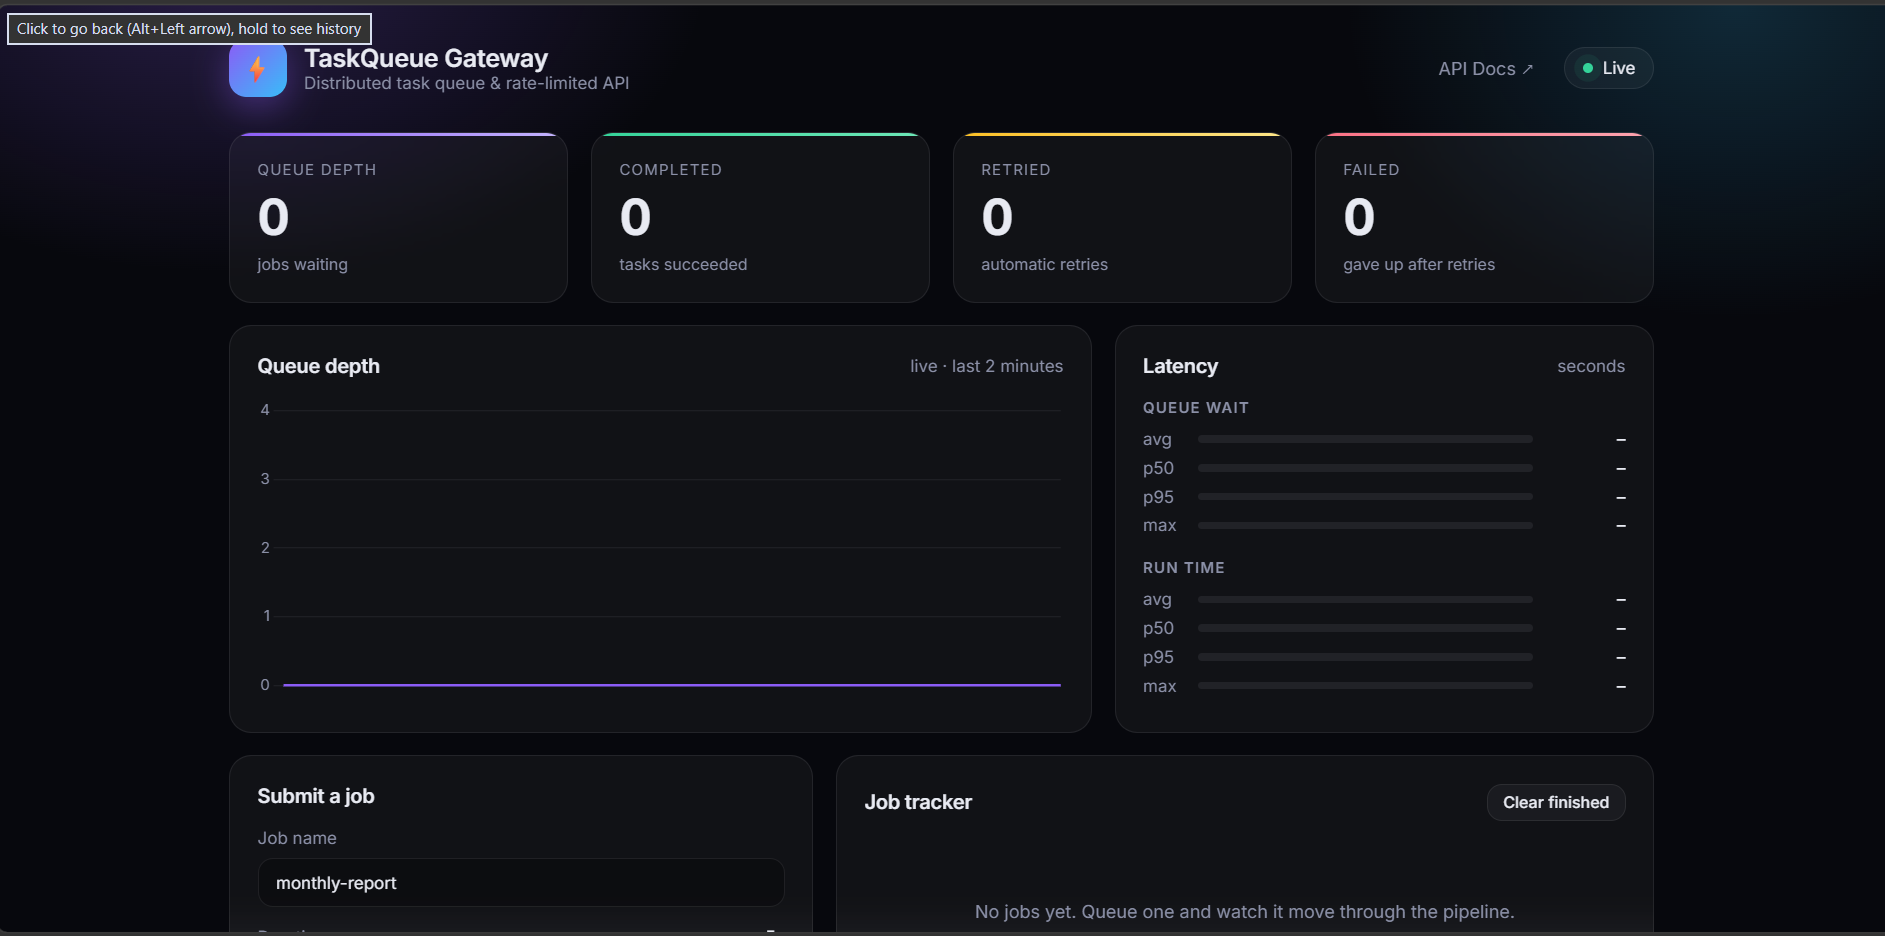 Click to go back (Alt+Left arrow), hold to see history
TaskQueue Gateway
Distributed task queue & rate-limited API
API Docs ↗
Live
QUEUE DEPTH
0
jobs waiting
COMPLETED
0
tasks succeeded
RETRIED
0
automatic retries
FAILED
0
gave up after retries
Queue depth
live · last 2 minutes
4
3
2
1
0
Latency
seconds
QUEUE WAIT
avg –
p50 –
p95 –
max –
RUN TIME
avg –
p50 –
p95 –
max –
Submit a job
Job name
monthly-report
Job tracker
Clear finished
No jobs yet. Queue one and watch it move through the pipeline.